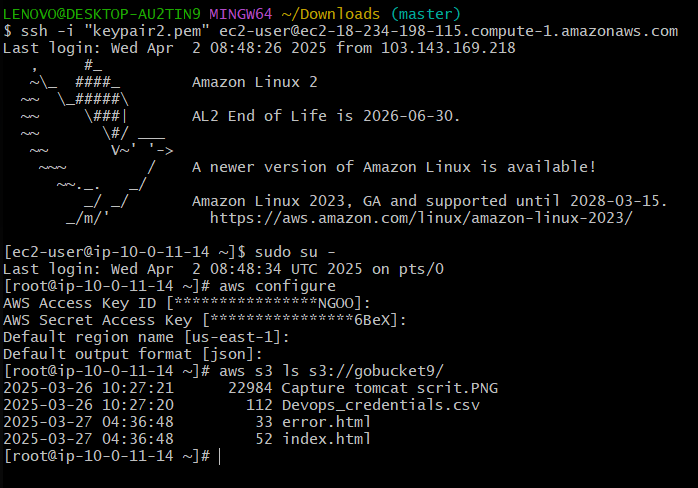 LENOVO@DESKTOP-AU2TIN9 MINGW64 ~/Downloads (master)
$ ssh -i "keypair2.pem" ec2-user@ec2-18-234-198-115.compute-1.amazonaws.com
Last login: Wed Apr  2 08:48:26 2025 from 103.143.169.218
   ,     #_
   ~\_  ####_        Amazon Linux 2
  ~~  \_#####\
  ~~     \###|       AL2 End of Life is 2026-06-30.
  ~~       \#/ ___
   ~~       V~' '->
    ~~~         /    A newer version of Amazon Linux is available!
      ~~._.   _/
         _/ _/       Amazon Linux 2023, GA and supported until 2028-03-15.
       _/m/'           https://aws.amazon.com/linux/amazon-linux-2023/
[ec2-user@ip-10-0-11-14 ~]$ sudo su -
Last login: Wed Apr  2 08:48:34 UTC 2025 on pts/0
[root@ip-10-0-11-14 ~]# aws configure
AWS Access Key ID [****************NGOO]:
AWS Secret Access Key [****************6BeX]:
Default region name [us-east-1]:
Default output format [json]:
[root@ip-10-0-11-14 ~]# aws s3 ls s3://gobucket9/
2025-03-26 10:27:21      22984 Capture tomcat scrit.PNG
2025-03-26 10:27:20        112 Devops_credentials.csv
2025-03-27 04:36:48         33 error.html
2025-03-27 04:36:48         52 index.html
[root@ip-10-0-11-14 ~]#